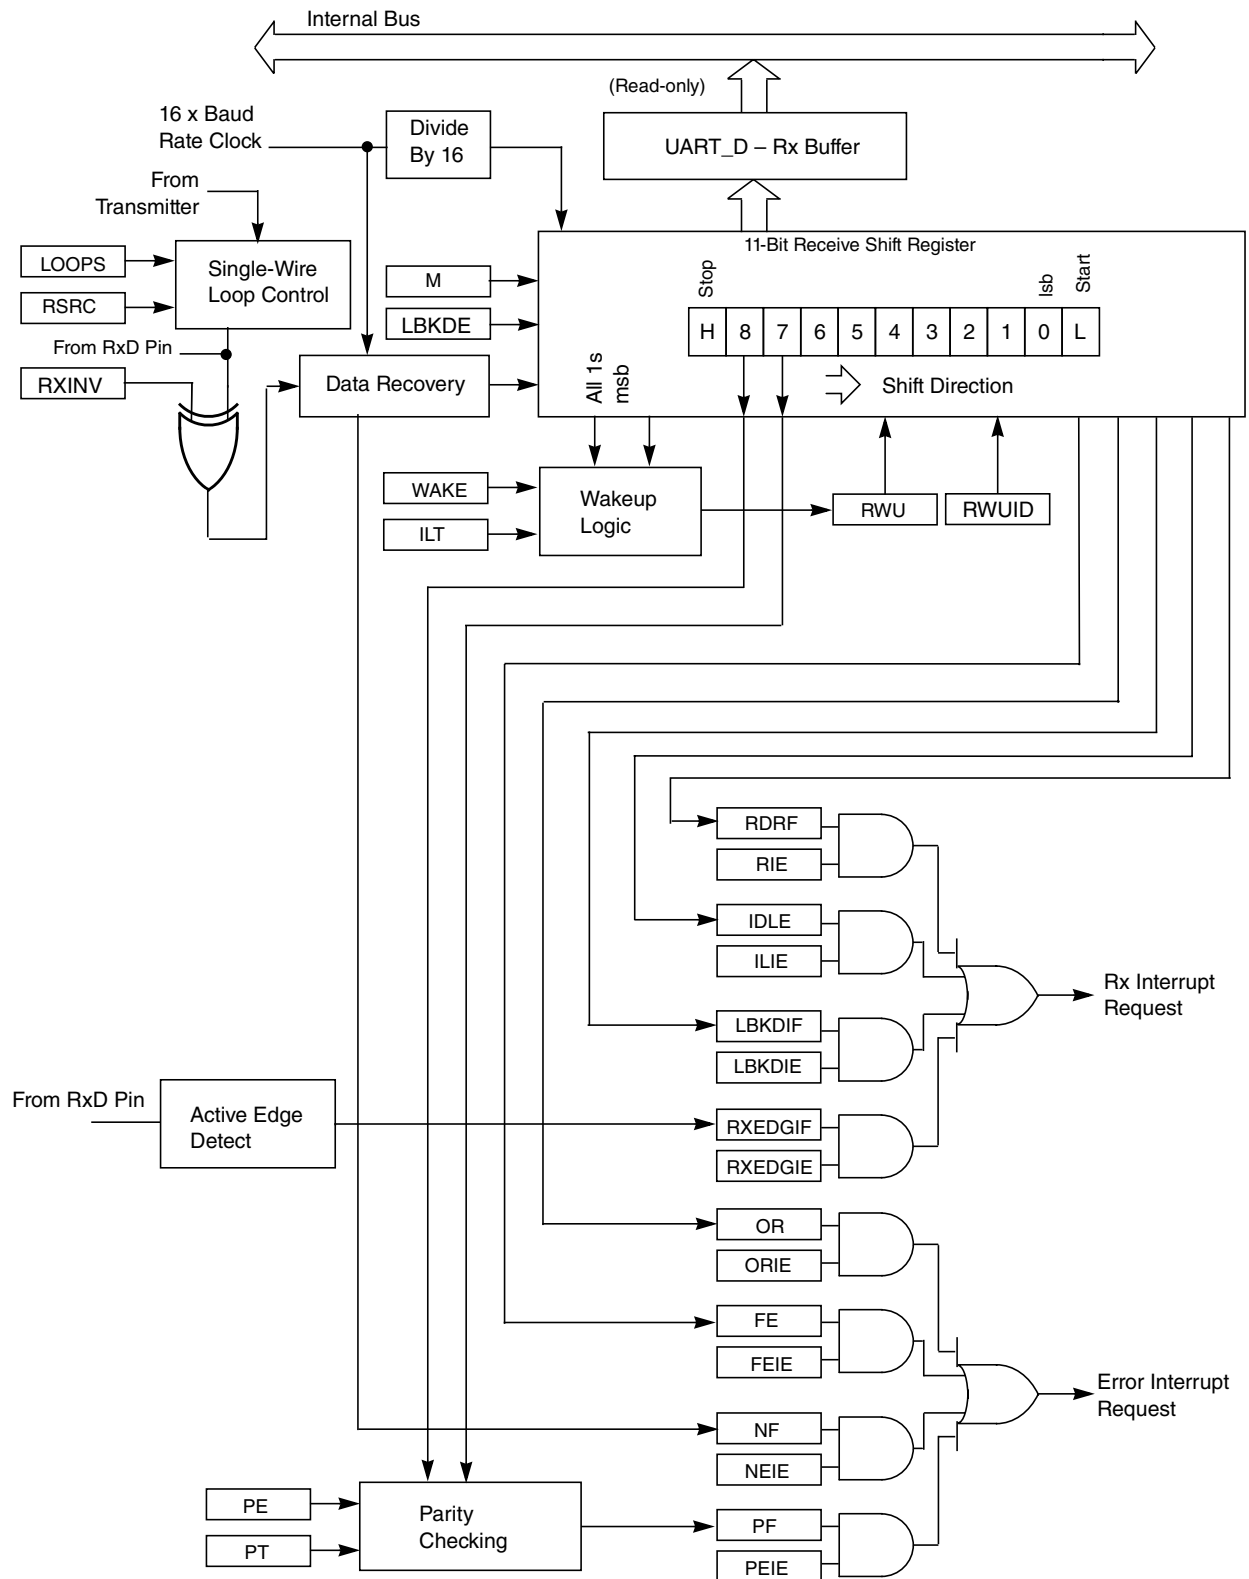 Internal Bus
(Read-only)
16 x Baud
Rate Clock
Divide
By 16
UART_D – Rx Buffer
From
Transmitter
11-Bit Receive Shift Register
LOOPS
RSRC
Single-Wire
Loop Control
M
LBKDE
Stop
lsb
Start
H 8 7 6 5 4 3 2 1 0 L
From RxD Pin
RXINV
Data Recovery
All 1s
msb
Shift Direction
WAKE
ILT
Wakeup
Logic
RWU
RWUID
RDRF
RIE
IDLE
ILIE
Rx Interrupt
Request
LBKDIF
LBKDIE
From RxD Pin
Active Edge
Detect
RXEDGIF
RXEDGIE
OR
ORIE
FE
FEIE
Error Interrupt
Request
NF
NEIE
PE
PT
Parity
Checking
PF
PEIE